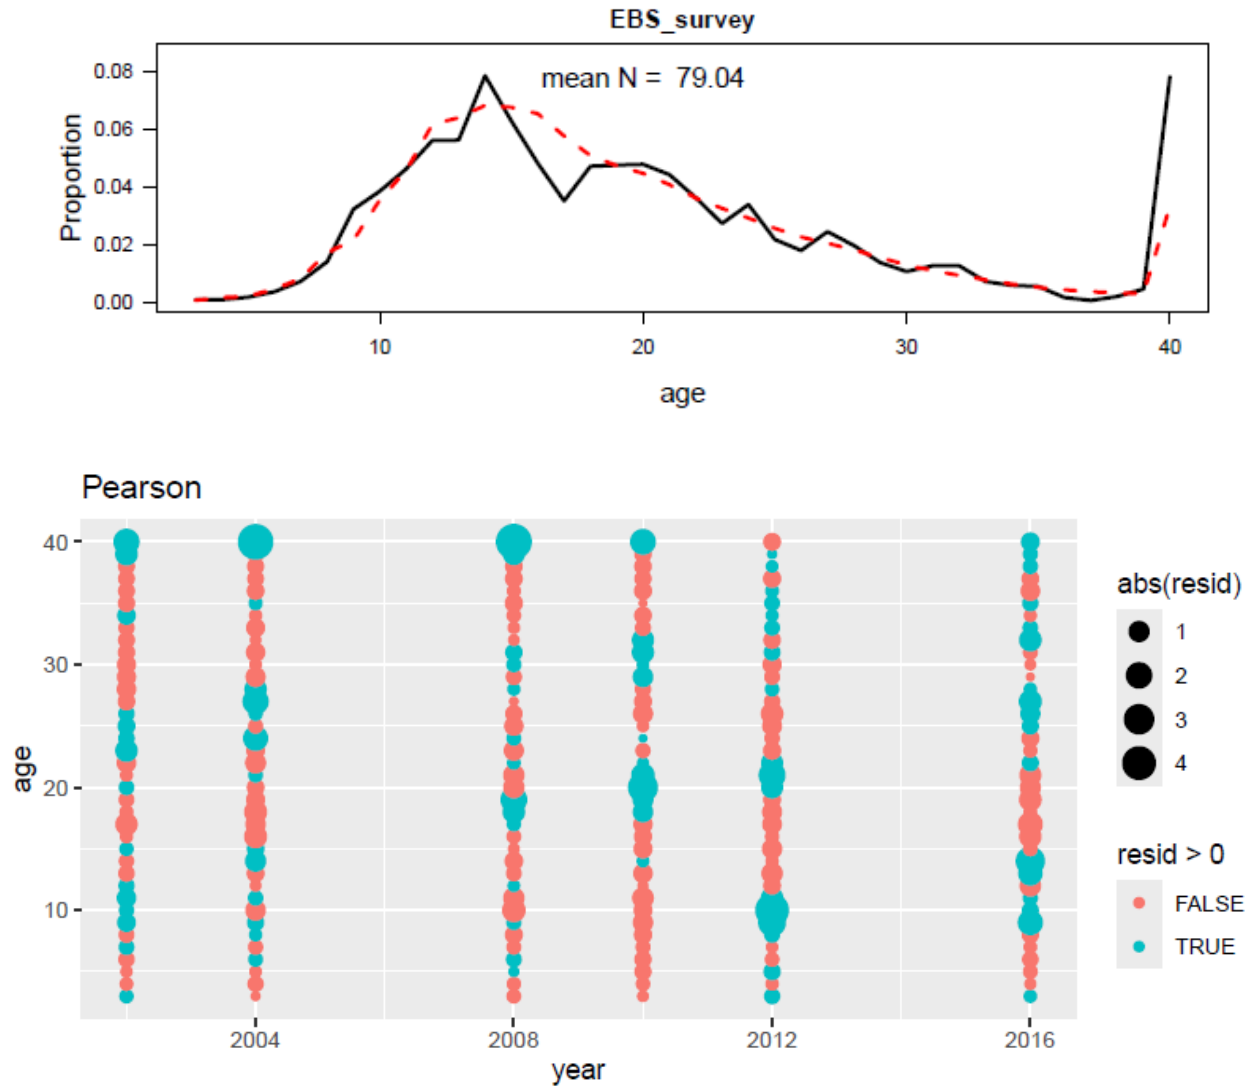 EBS_survey
mean N = 79.04
Proportion
0.08
0.06
0.04
0.02
0.00
10 20 30 40
age
Pearson
age
40
30
20
10
2004 2008 2012 2016
year
abs(resid)
1
2
3
4
resid > 0
FALSE
TRUE